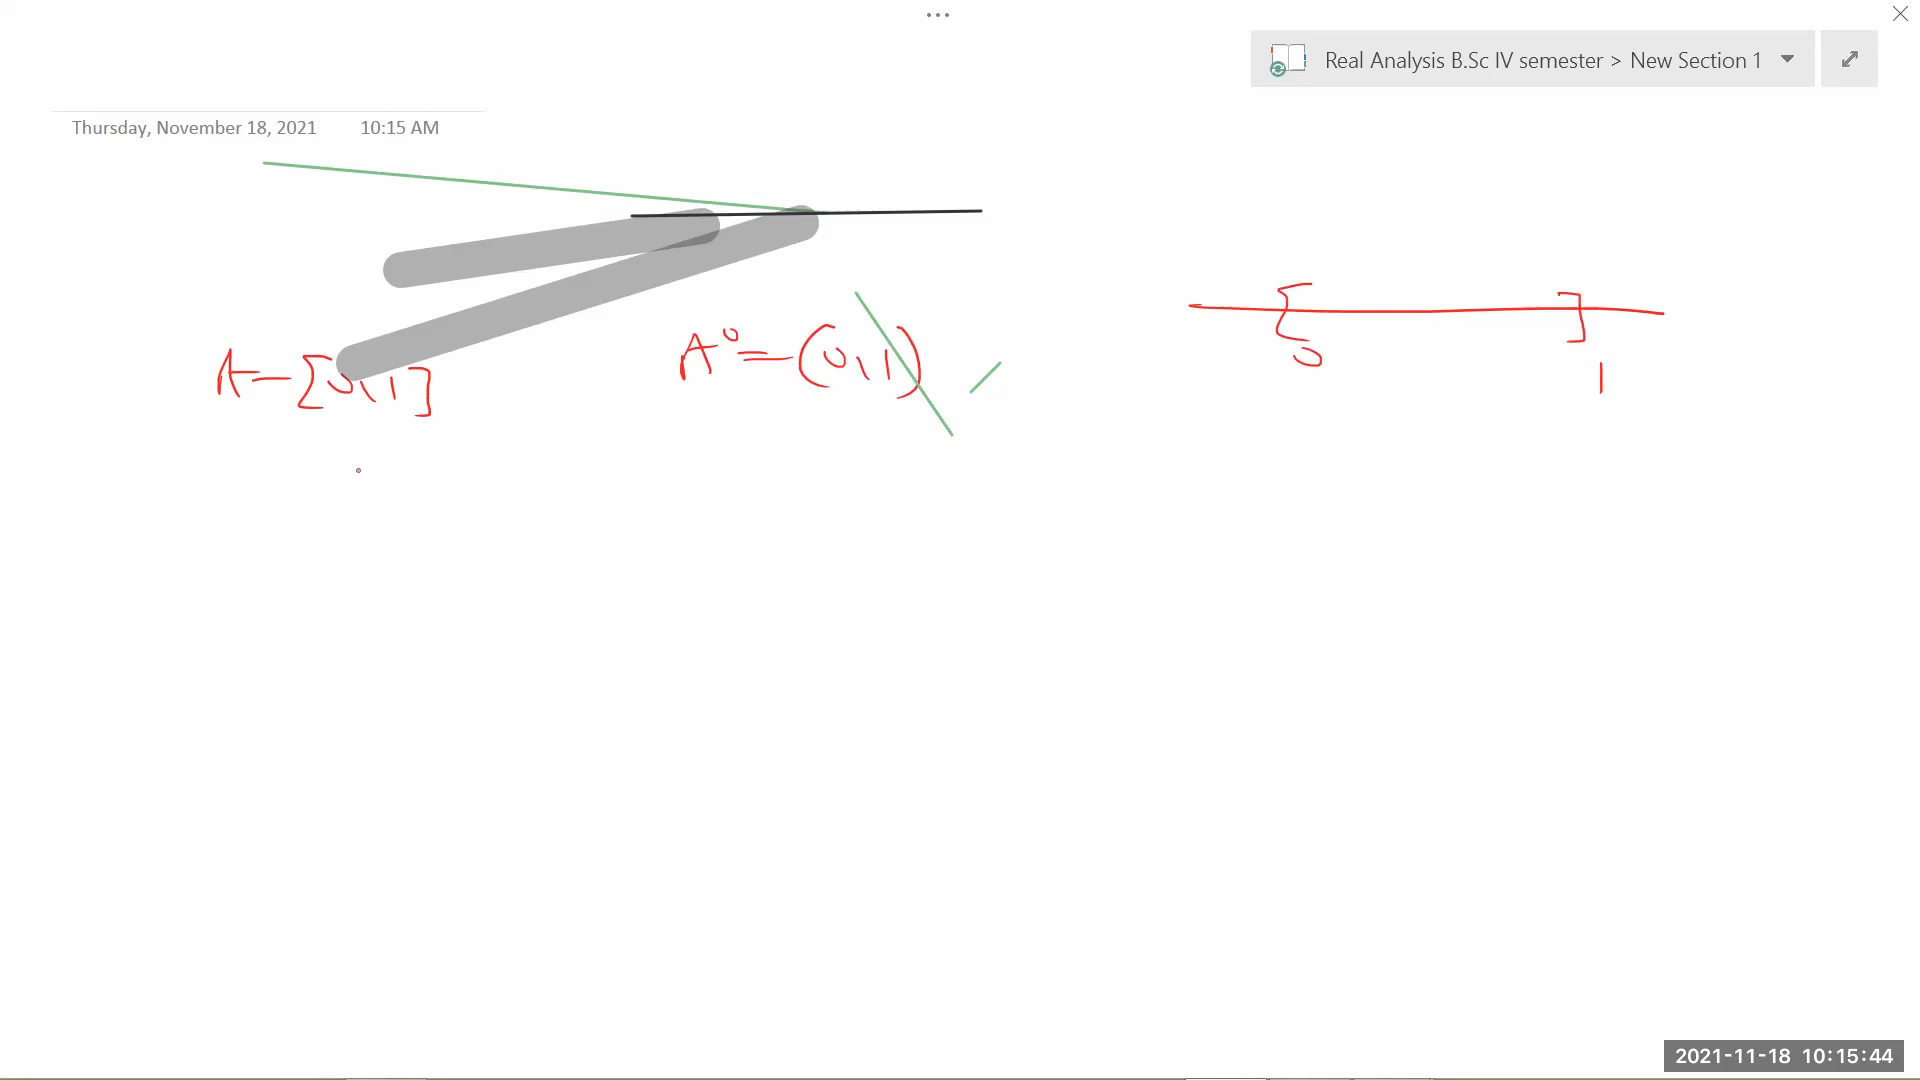 Real Analysis B.Sc IV semester > New Section 1
Thursday, November 18, 2021 10:15 AM
A = [0,1]
A° = (0,1)
0
1
2021-11-18 10:15:44